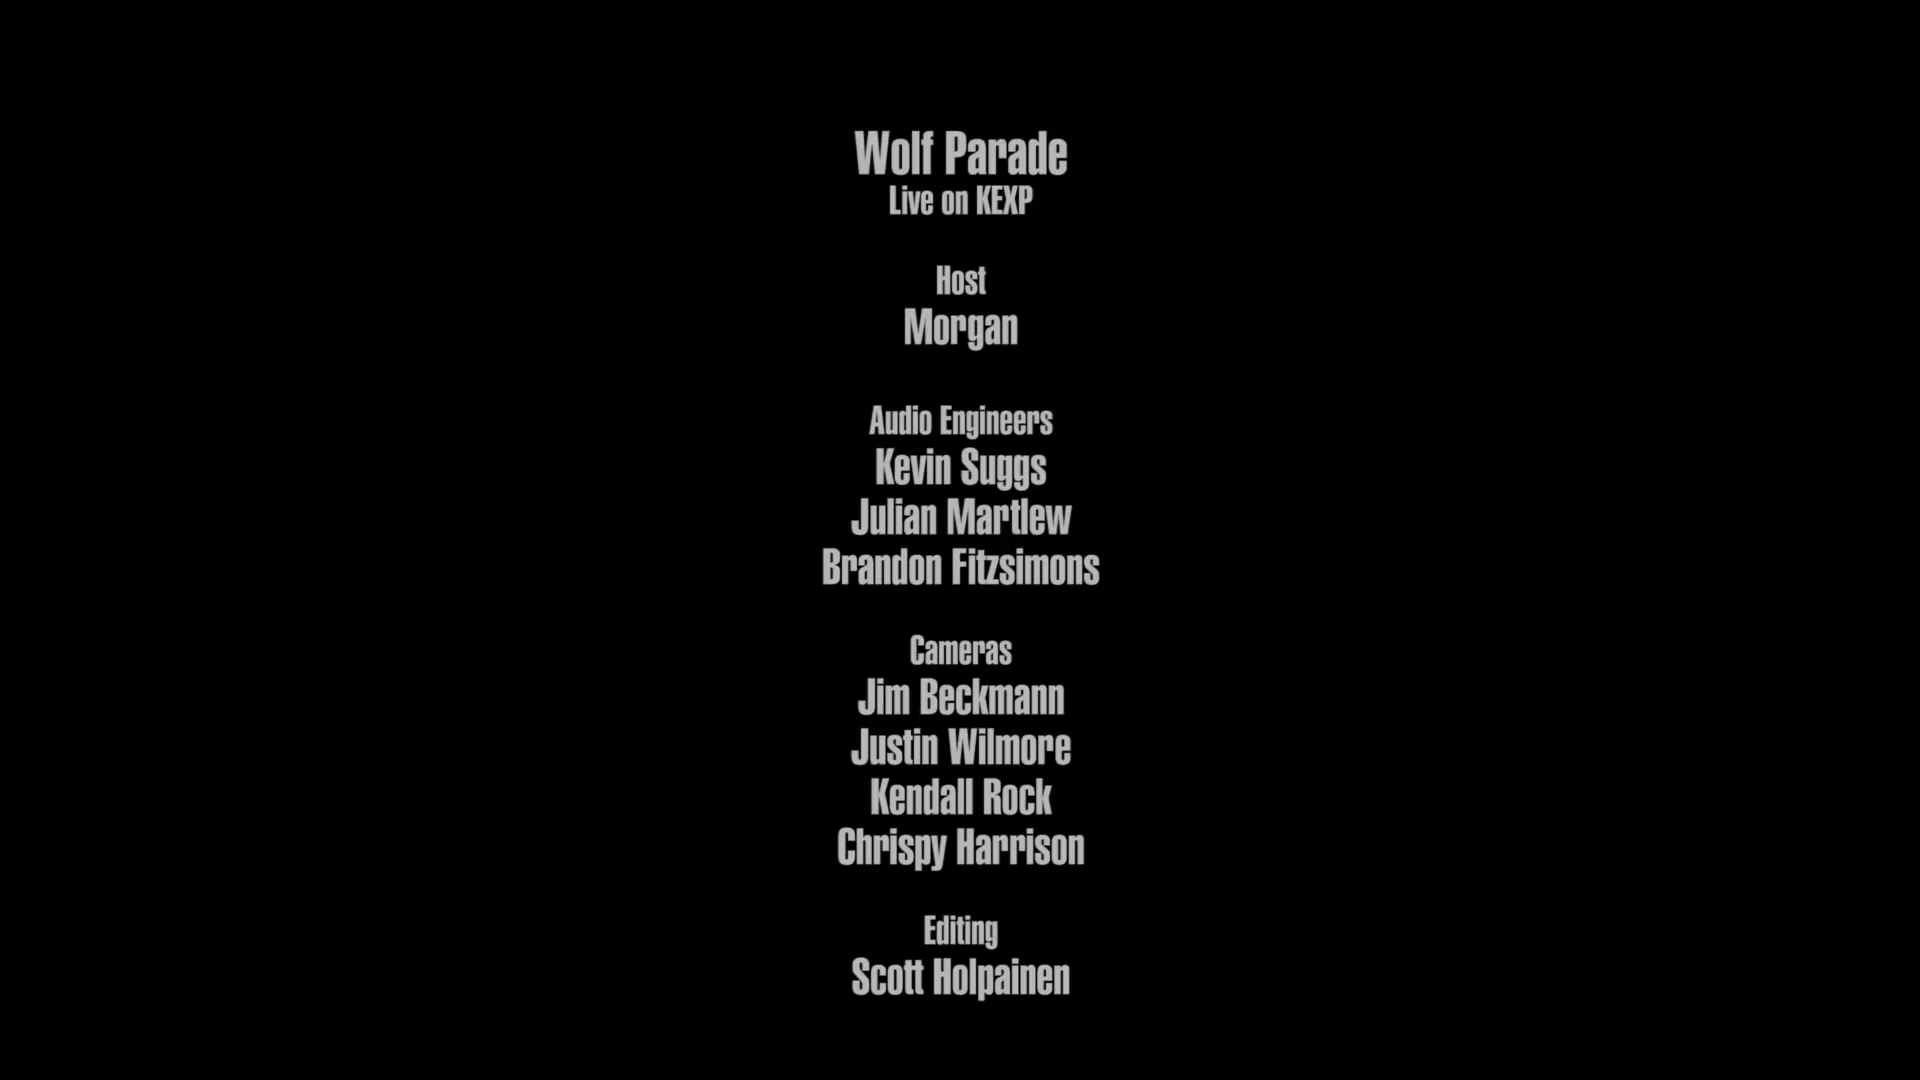 Wolf Parade
Live on KEXP
Host
Morgan
Audio Engineers
Kevin Suggs
Julian Martlew
Brandon Fitzsimons
Cameras
Jim Beckmann
Justin Wilmore
Kendall Rock
Chrispy Harrison
Editing
Scott Holpainen